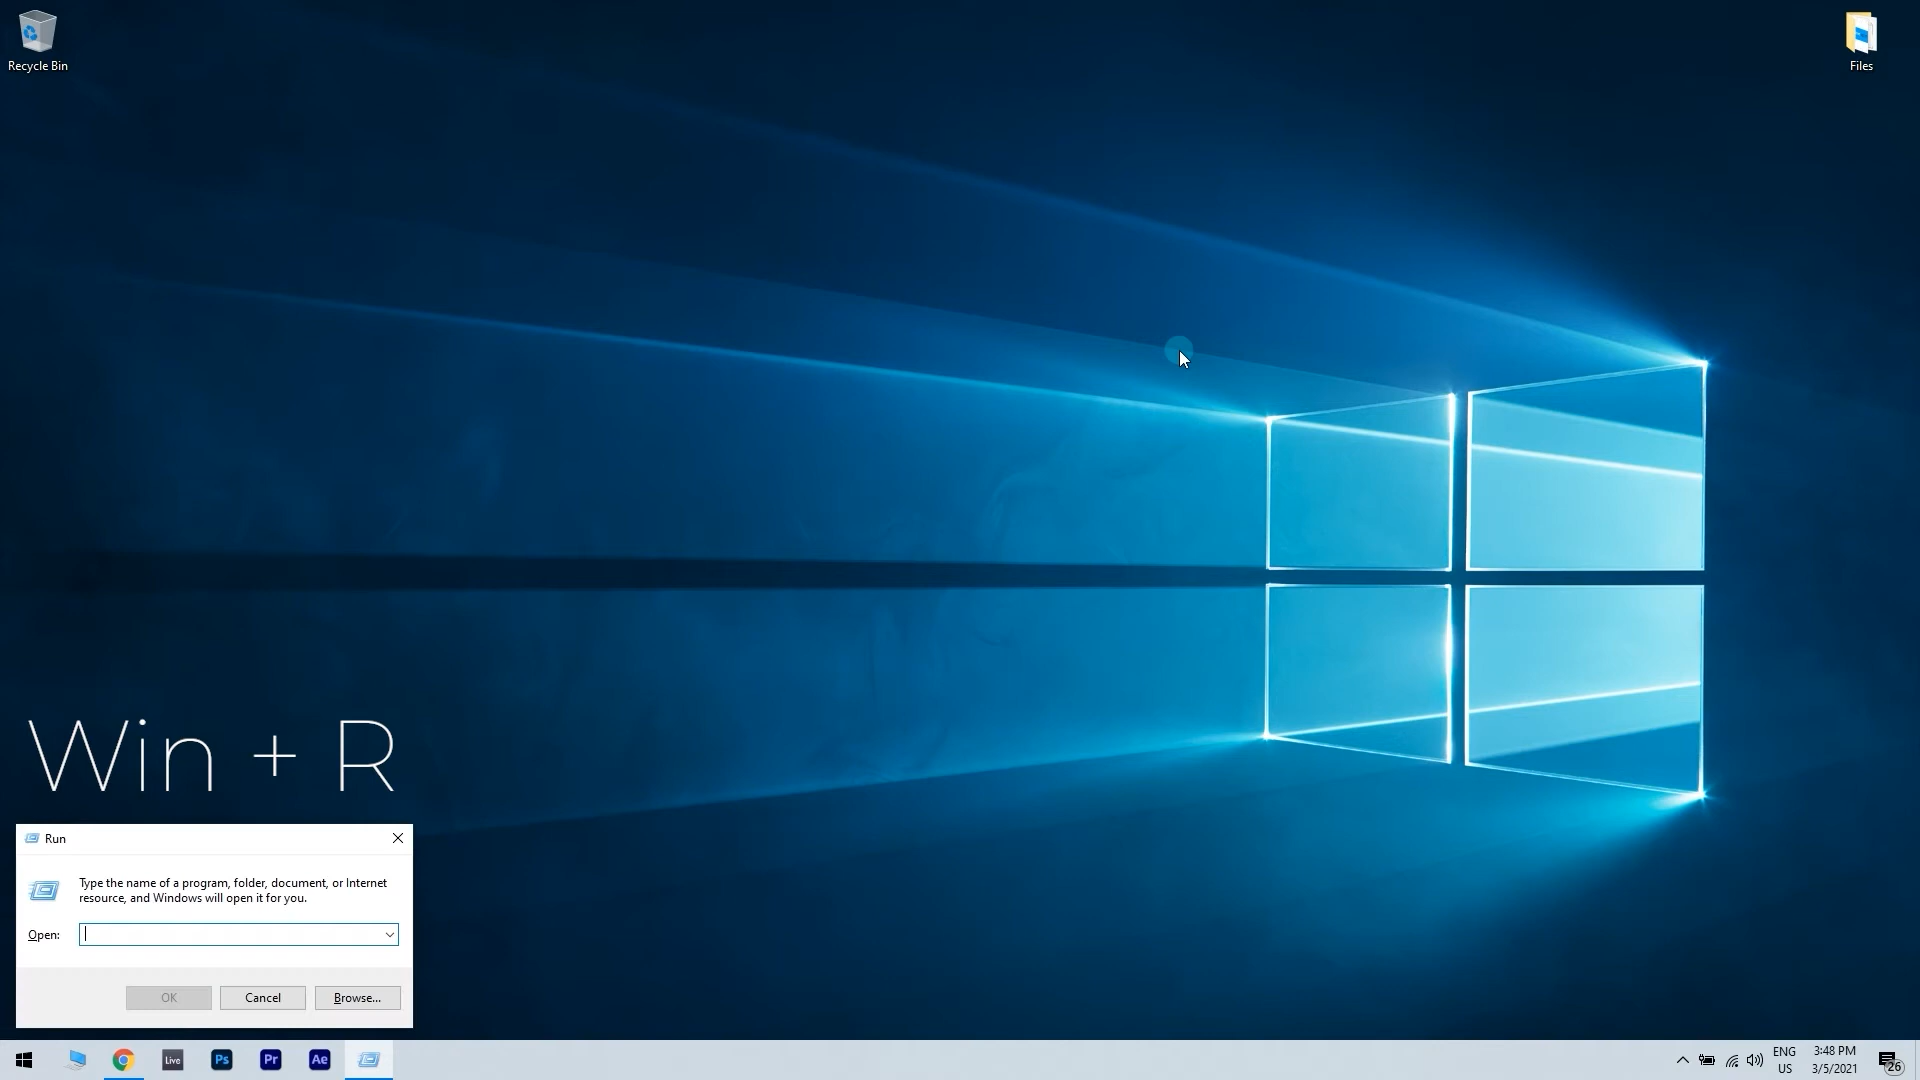 Recycle Bin
Files
Win + R
Run
Type the name of a program, folder, document, or Internet
resource, and Windows will open it for you.
Open:
OK
Cancel
Browse...
Live
Ps
Pr
Ae
ENG
US
3:48 PM
3/5/2021
26